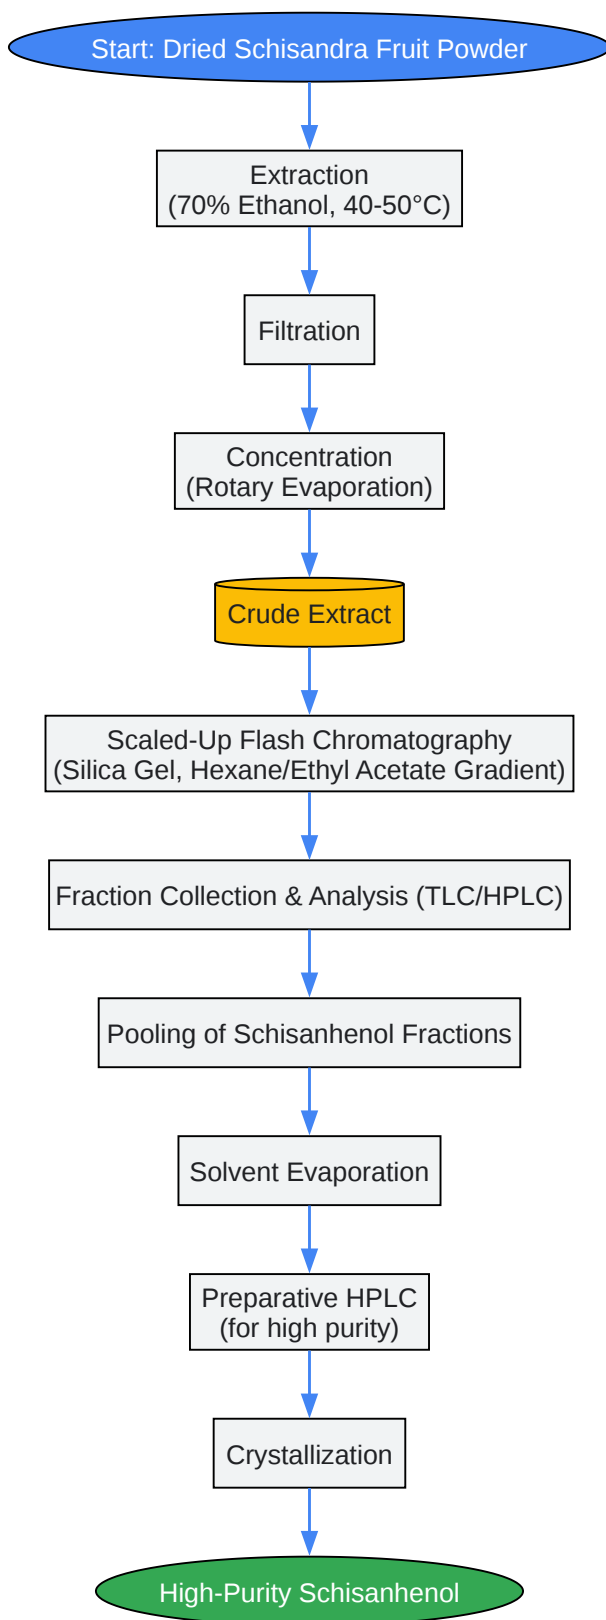 Start: Dried Schisandra Fruit Powder
Extraction
(70% Ethanol, 40-50°C)
Filtration
Concentration
(Rotary Evaporation)
Crude Extract
Scaled-Up Flash Chromatography
(Silica Gel, Hexane/Ethyl Acetate Gradient)
Fraction Collection & Analysis (TLC/HPLC)
Pooling of Schisanhenol Fractions
Solvent Evaporation
Preparative HPLC
(for high purity)
Crystallization
High-Purity Schisanhenol